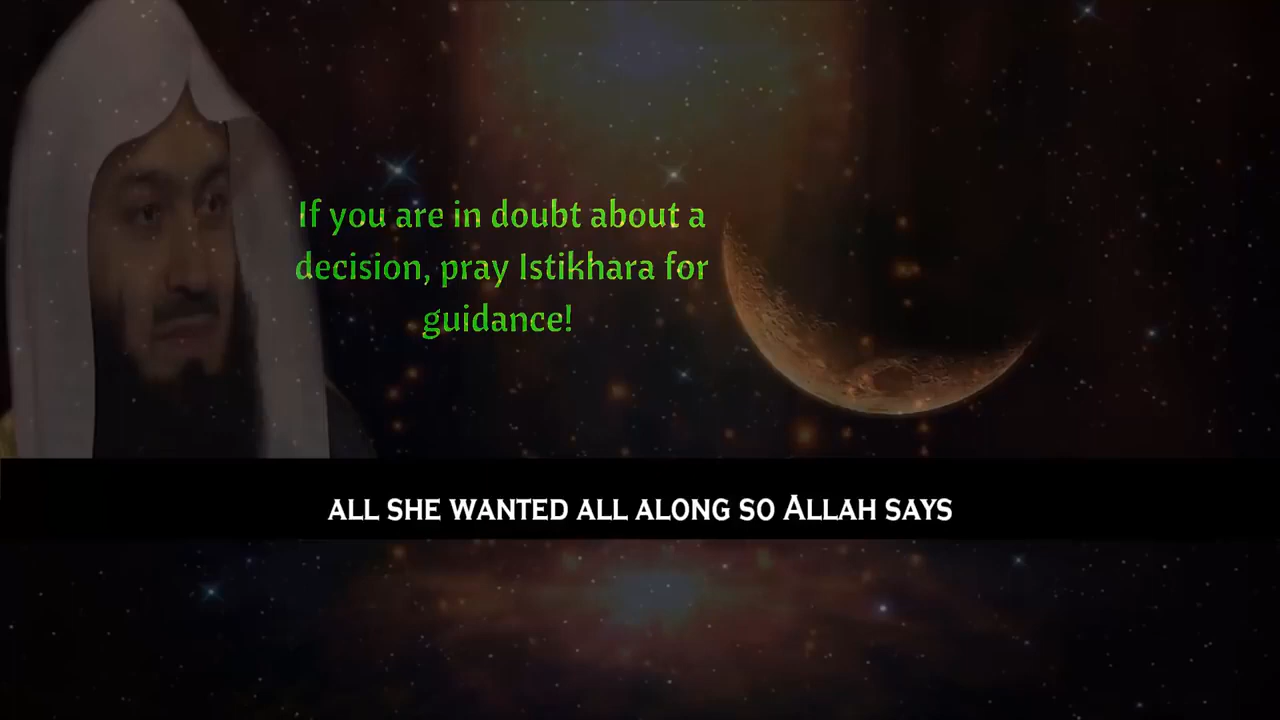 If you are in doubt about a
decision, pray Istikhara for
guidance!
ALL SHE WANTED ALL ALONG SO ALLAH SAYS